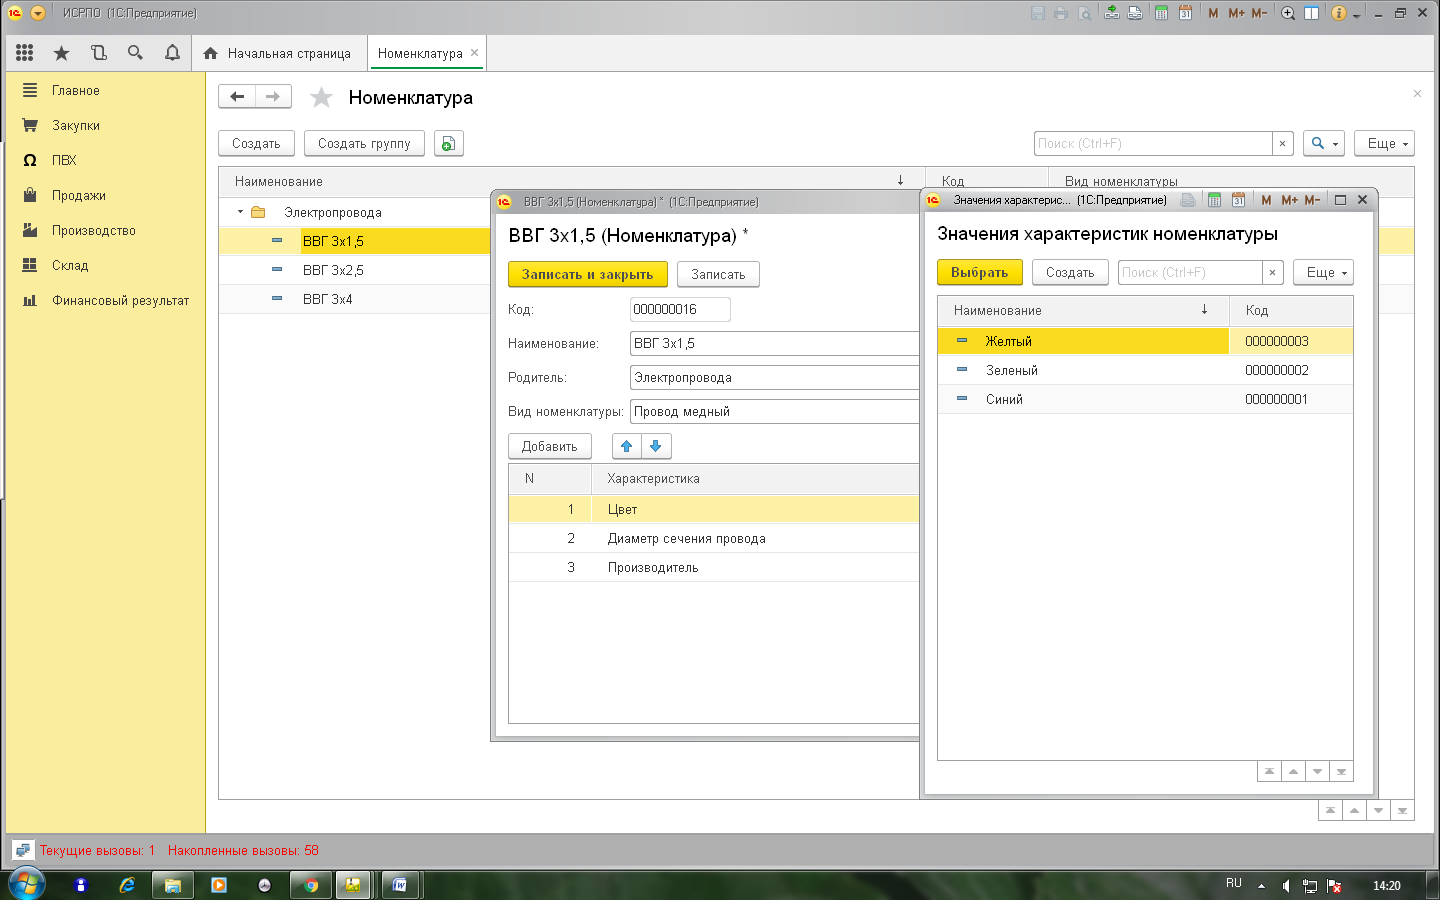 ИСРПО (1С:Предприятие)
M M+ M-
Начальная страница
Номенклатура
Главное
Закупки
ПВХ
Продажи
Производство
Склад
Финансовый результат
Номенклатура
Создать
Создать группу
Поиск (Ctrl+F)
Еще
Наименование
Код
Вид номенклатуры
Электропровода
ВВГ 3х1,5
ВВГ 3х2,5
ВВГ 3х4
ВВГ 3х1,5 (Номенклатура) * (1С:Предприятие)
ВВГ 3х1,5 (Номенклатура) *
Записать и закрыть
Записать
Код:
000000016
Наименование:
ВВГ 3х1,5
Родитель:
Электропровода
Вид номенклатуры:
Провод медный
Добавить
N
Характеристика
1
Цвет
2
Диаметр сечения провода
3
Производитель
Значения характерис... (1С:Предприятие)
M M+ M-
Значения характеристик номенклатуры
Выбрать
Создать
Поиск (Ctrl+F)
Еще
Наименование
Код
Желтый
000000003
Зеленый
000000002
Синий
000000001
Текущие вызовы: 1 Накопленные вызовы: 58
RU
14:20